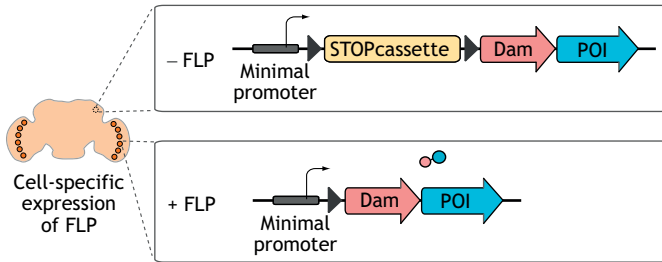 – FLP
STOPcassette
Dam
POI
Minimal
promoter
Cell-specific
expression
of FLP
+ FLP
Dam
POI
Minimal
promoter